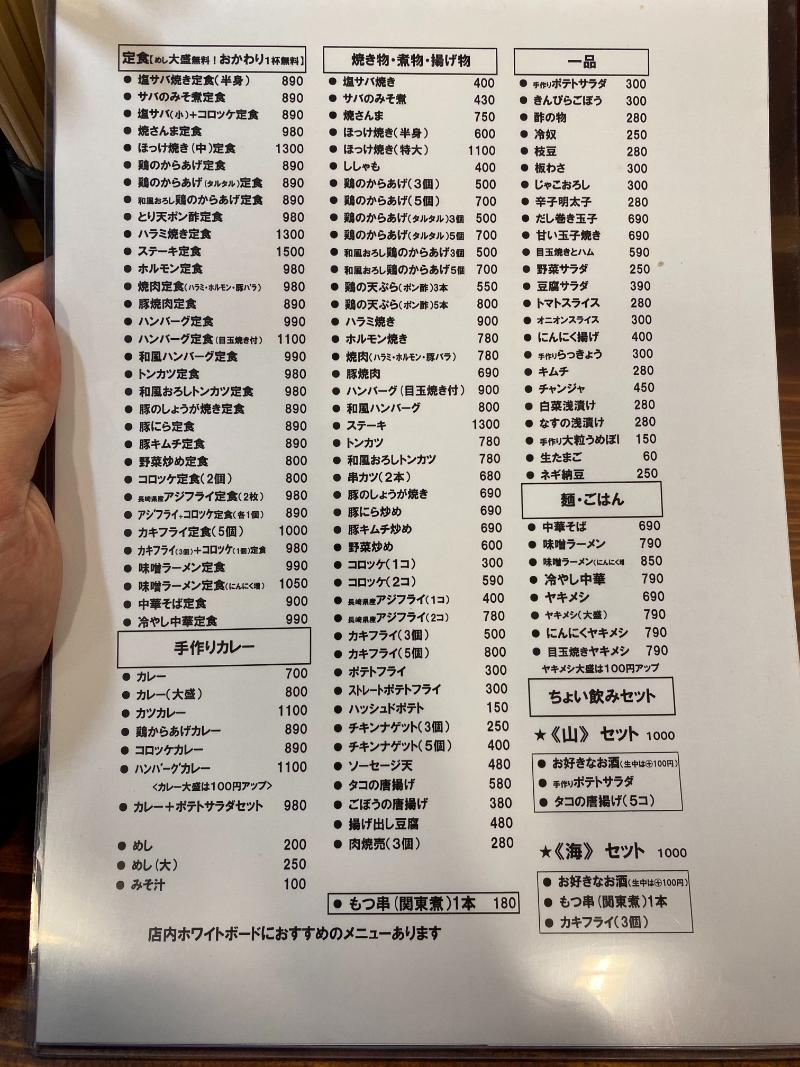 定食[めし大盛無料！おかわり1杯無料]
● 塩サバ焼き定食(半身) 890
● サバのみそ煮定食 890
● 塩サバ(小)+コロッケ定食 890
● 焼さんま定食 980
● ほっけ焼き(中)定食 1300
● 鶏のからあげ定食 890
● 鶏のからあげ(タルタル)定食 890
● 和風おろし鶏のからあげ定食 890
● とり天ポン酢定食 980
● ハラミ焼き定食 1300
● ステーキ定食 1500
● ホルモン定食 980
● 焼肉定食(ハラミ・ホルモン・豚バラ) 980
● 豚焼肉定食 890
● ハンバーグ定食 990
● ハンバーグ定食(目玉焼き付) 1100
● 和風ハンバーグ定食 990
● トンカツ定食 980
● 和風おろしトンカツ定食 980
● 豚のしょうが焼き定食 890
● 豚にら定食 890
● 豚キムチ定食 890
● 野菜炒め定食 800
● コロッケ定食(2個) 800
● 長崎県産アジフライ定食(2枚) 980
● アジフライ+コロッケ定食(各1個) 890
● カキフライ定食(5個) 1000
● カキフライ(3個)+コロッケ(1個)定食 980
● 味噌ラーメン定食 990
● 味噌ラーメン定食(にんにく増) 1050
● 中華そば定食 900
● 冷やし中華定食 990
手作りカレー
● カレー 700
● カレー(大盛) 800
● カツカレー 1100
● 鶏からあげカレー 890
● コロッケカレー 890
● ハンバーグカレー 1100
<カレー大盛は100円アップ>
● カレー+ポテトサラダセット 980
● めし 200
● めし(大) 250
● みそ汁 100
焼き物・煮物・揚げ物
● 塩サバ焼き 400
● サバのみそ煮 430
● 焼さんま 750
● ほっけ焼き(半身) 600
● ほっけ焼き(特大) 1100
● ししゃも 400
● 鶏のからあげ(3個) 500
● 鶏のからあげ(5個) 700
● 鶏のからあげ(タルタル)3個 500
● 鶏のからあげ(タルタル)5個 700
● 和風おろし鶏のからあげ3個 500
● 和風おろし鶏のからあげ5個 700
● 鶏の天ぷら(ポン酢)3本 550
● 鶏の天ぷら(ポン酢)5本 800
● ハラミ焼き 900
● ホルモン焼き 780
● 焼肉(ハラミ・ホルモン・豚バラ) 780
● 豚焼肉 690
● ハンバーグ(目玉焼き付) 900
● 和風ハンバーグ 800
● ステーキ 1300
● トンカツ 780
● 和風おろしトンカツ 780
● 串カツ(2本) 680
● 豚のしょうが焼き 690
● 豚にら炒め 690
● 豚キムチ炒め 690
● 野菜炒め 600
● コロッケ(1コ) 300
● コロッケ(2コ) 590
● 長崎県産アジフライ(1コ) 400
● 長崎県産アジフライ(2コ) 780
● カキフライ(3個) 500
● カキフライ(5個) 800
● ポテトフライ 300
● ストレートポテトフライ 300
● ハッシュドポテト 150
● チキンナゲット(3個) 250
● チキンナゲット(5個) 400
● ソーセージ天 480
● タコの唐揚げ 580
● ごぼうの唐揚げ 380
● 揚げ出し豆腐 480
● 肉焼売(3個) 280
● もつ串(関東煮)1本 180
一品
● 手作りポテトサラダ 300
● きんぴらごぼう 300
● 酢の物 280
● 冷奴 250
● 枝豆 280
● 板わさ 300
● じゃこおろし 300
● 辛子明太子 280
● だし巻き玉子 690
● 甘い玉子焼き 690
● 目玉焼きとハム 590
● 野菜サラダ 250
● 豆腐サラダ 390
● トマトスライス 280
● オニオンスライス 300
● にんにく揚げ 400
● 手作りらっきょう 300
● キムチ 280
● チャンジャ 450
● 白菜浅漬け 280
● なすの浅漬け 280
● 手作り大粒うめぼし 150
● 生たまご 60
● ネギ納豆 250
麺・ごはん
● 中華そば 690
● 味噌ラーメン 790
● 味噌ラーメン(にんにく増 850
● 冷やし中華 790
● ヤキメシ 690
● ヤキメシ(大盛) 790
● にんにくヤキメシ 790
● 目玉焼きヤキメシ 790
ヤキメシ大盛は100円アップ
ちょい飲みセット
★《山》 セット 1000
● お好きなお酒(生中は⊕100円)
● 手作りポテトサラダ
● タコの唐揚げ(5コ)
★《海》 セット 1000
● お好きなお酒(生中は⊕100円)
● もつ串(関東煮)1本
● カキフライ(3個)
店内ホワイトボードにおすすめのメニューあります